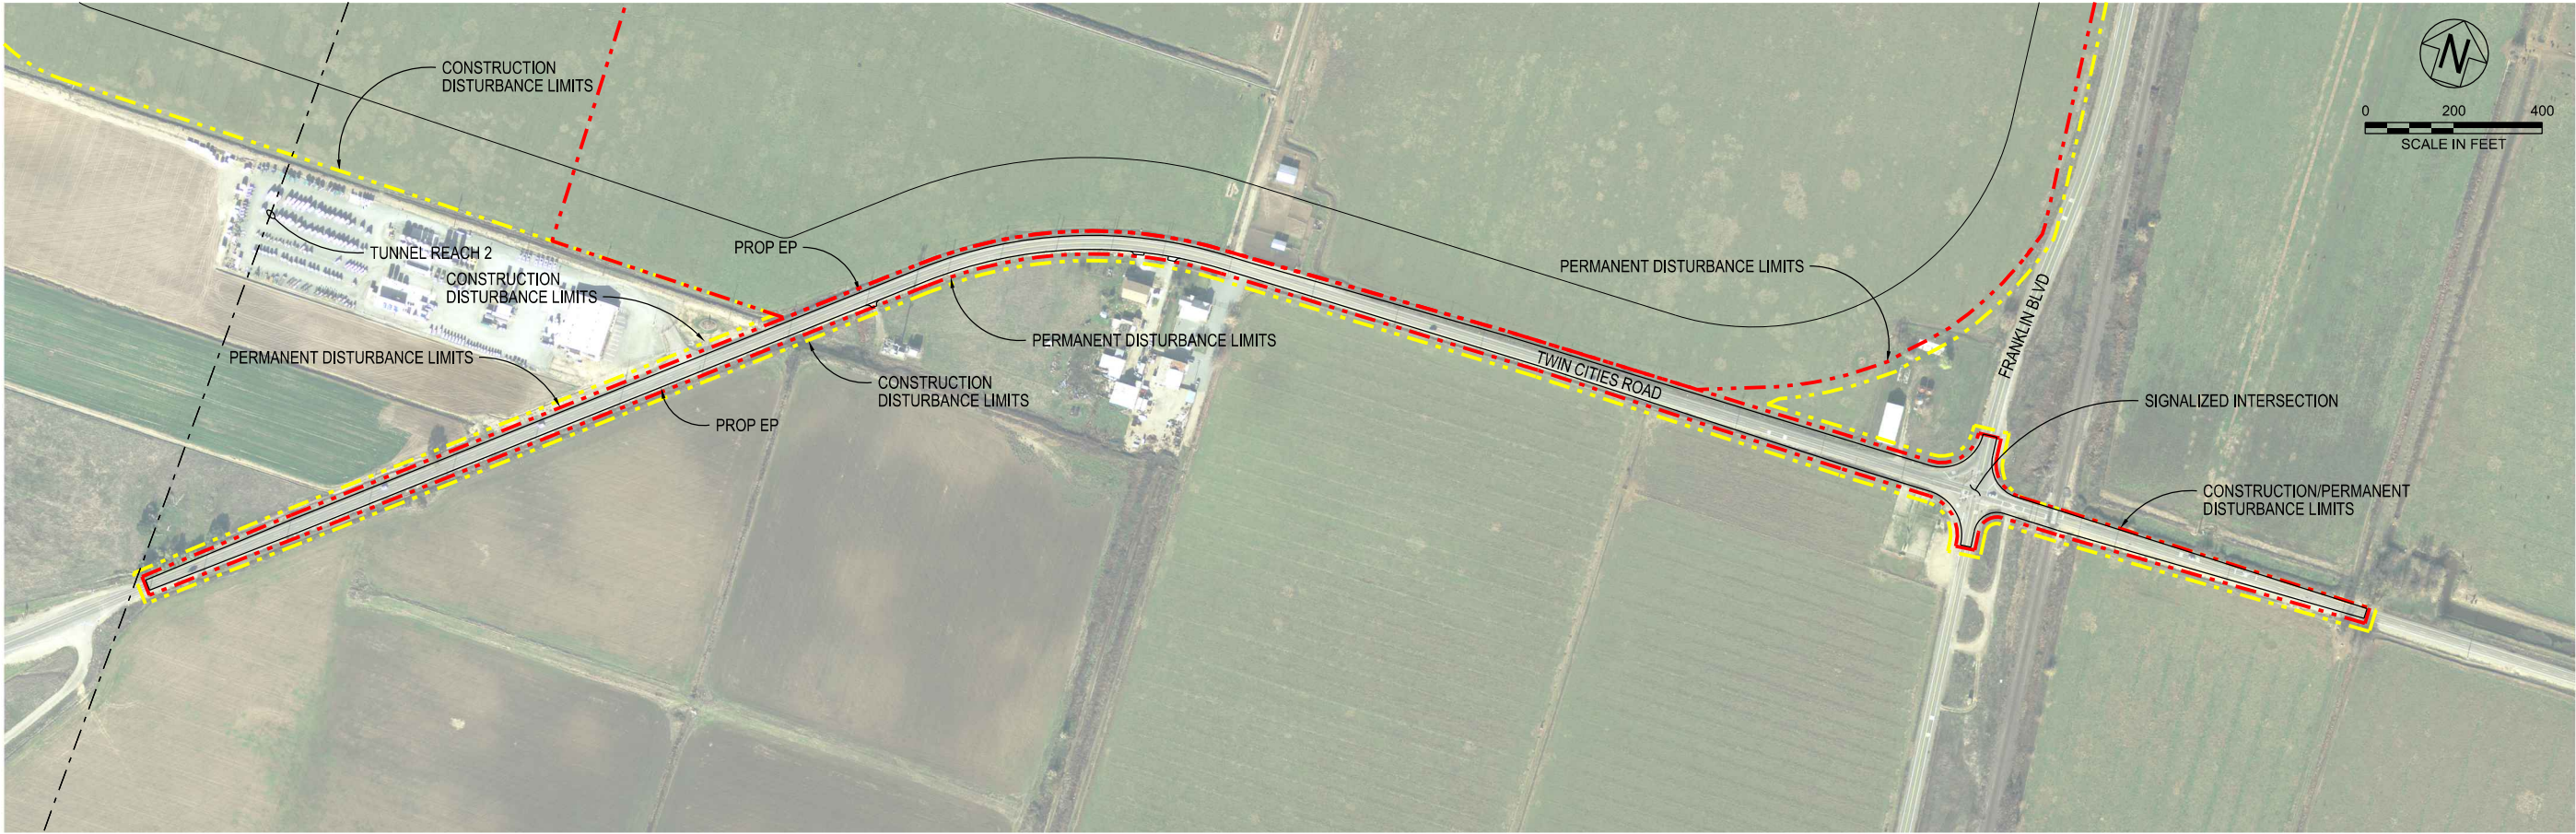 CONSTRUCTION
DISTURBANCE LIMITS
N
0 200 400
SCALE IN FEET
TUNNEL REACH 2
PROP EP
CONSTRUCTION
DISTURBANCE LIMITS
PERMANENT DISTURBANCE LIMITS
FRANKLIN BLVD
PERMANENT DISTURBANCE LIMITS
PERMANENT DISTURBANCE LIMITS
TWIN CITIES ROAD
CONSTRUCTION
DISTURBANCE LIMITS
SIGNALIZED INTERSECTION
PROP EP
CONSTRUCTION/PERMANENT
DISTURBANCE LIMITS